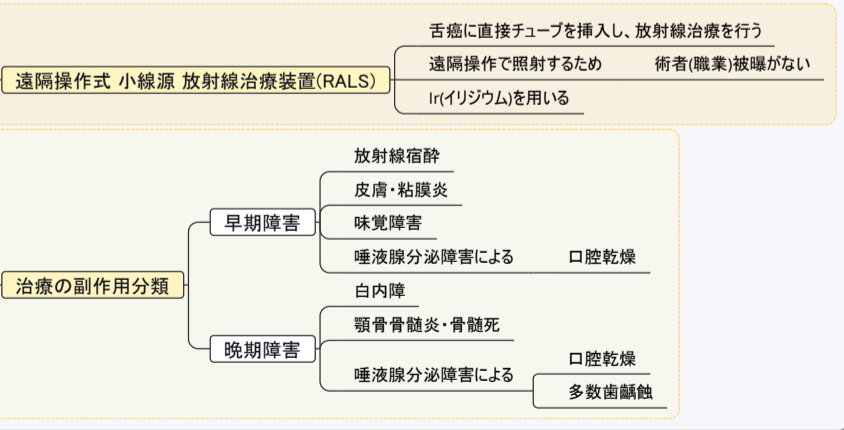 遠隔操作式 小線源 放射線治療装置(RALS)
舌癌に直接チューブを挿入し、放射線治療を行う
遠隔操作で照射するため
術者(職業)被曝がない
Ir(イリジウム)を用いる
治療の副作用分類
早期障害
放射線宿酔
皮膚・粘膜炎
味覚障害
唾液腺分泌障害による
口腔乾燥
晩期障害
白内障
顎骨骨髄炎・骨髄死
唾液腺分泌障害による
口腔乾燥
多数歯齲蝕